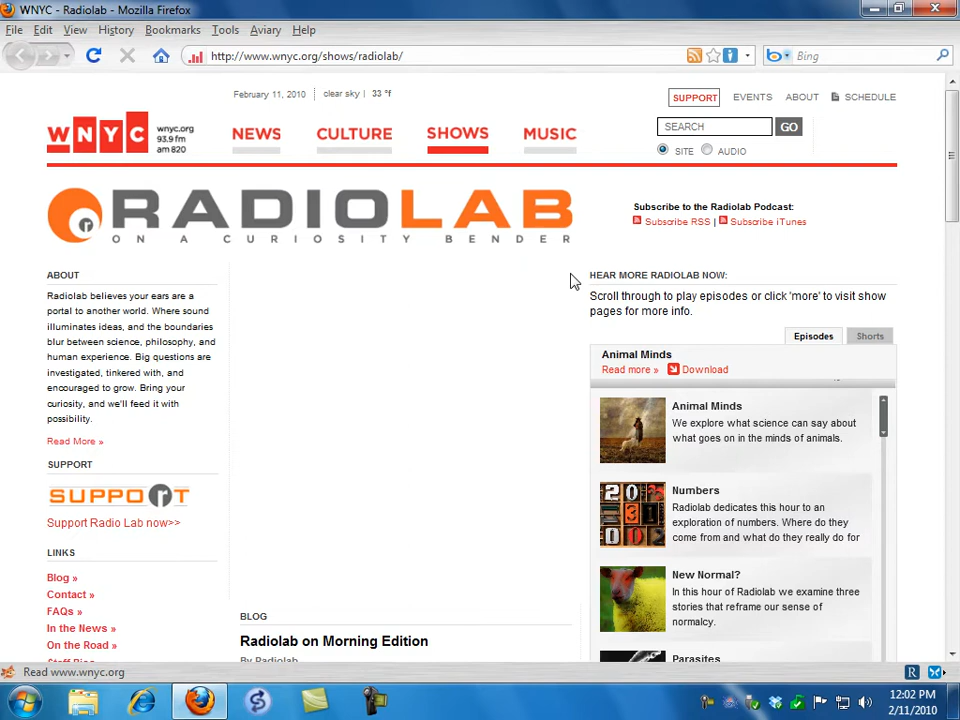 WNYC - Radiolab - Mozilla Firefox
File Edit View History Bookmarks Tools Aviary Help
http://www.wnyc.org/shows/radiolab/
Bing
February 11, 2010 | clear sky | 33 °f
SUPPORT EVENTS ABOUT SCHEDULE
WNYC
wnyc.org
93.9 fm
am 820
NEWS CULTURE SHOWS MUSIC
SEARCH GO
SITE AUDIO
RADIOLAB
ON A CURIOSITY BENDER
Subscribe to the Radiolab Podcast:
Subscribe RSS | Subscribe iTunes
ABOUT
Radiolab believes your ears are a
portal to another world. Where sound
illuminates ideas, and the boundaries
blur between science, philosophy, and
human experience. Big questions are
investigated, tinkered with, and
encouraged to grow. Bring your
curiosity, and we'll feed it with
possibility.
Read More »
SUPPORT
SUPPORT
Support Radio Lab now>>
LINKS
Blog »
Contact »
FAQs »
In the News »
On the Road »
Staff Bios
BLOG
Radiolab on Morning Edition
By Radiolab
HEAR MORE RADIOLAB NOW:
Scroll through to play episodes or click 'more' to visit show
pages for more info.
Episodes Shorts
Animal Minds
Read more » Download
Animal Minds
We explore what science can say about
what goes on in the minds of animals.
Numbers
Radiolab dedicates this hour to an
exploration of numbers. Where do they
come from and what do they really do for
New Normal?
In this hour of Radiolab we examine three
stories that reframe our sense of
normalcy.
Parasites
Read www.wnyc.org
12:02 PM
2/11/2010